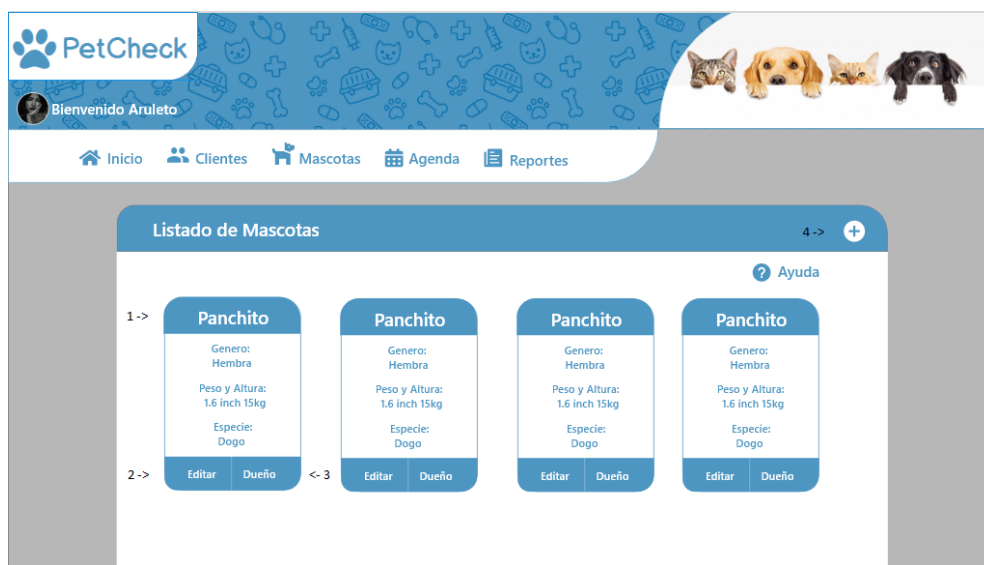 PetCheck
Bienvenido Aruleto
Inicio Clientes Mascotas Agenda Reportes
Listado de Mascotas 4 ->
Ayuda
1 -> Panchito Panchito Panchito Panchito
Genero: Genero: Genero: Genero:
Hembra Hembra Hembra Hembra
Peso y Altura: Peso y Altura: Peso y Altura: Peso y Altura:
1.6 inch 15kg 1.6 inch 15kg 1.6 inch 15kg 1.6 inch 15kg
Especie: Especie: Especie: Especie:
Dogo Dogo Dogo Dogo
2 -> Editar Dueño <- 3 Editar Dueño Editar Dueño Editar Dueño